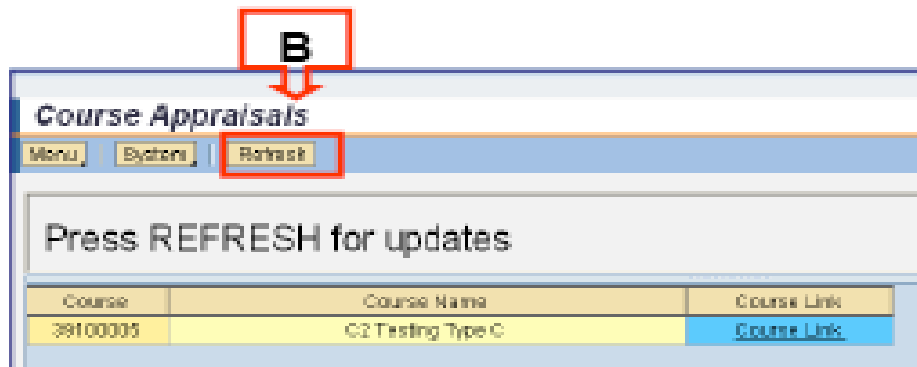 B
Course Appraisals
Menu System Refresh
Press REFRESH for updates
Course Course Name Course Link
39100005 C2 Testing Type C Course Link